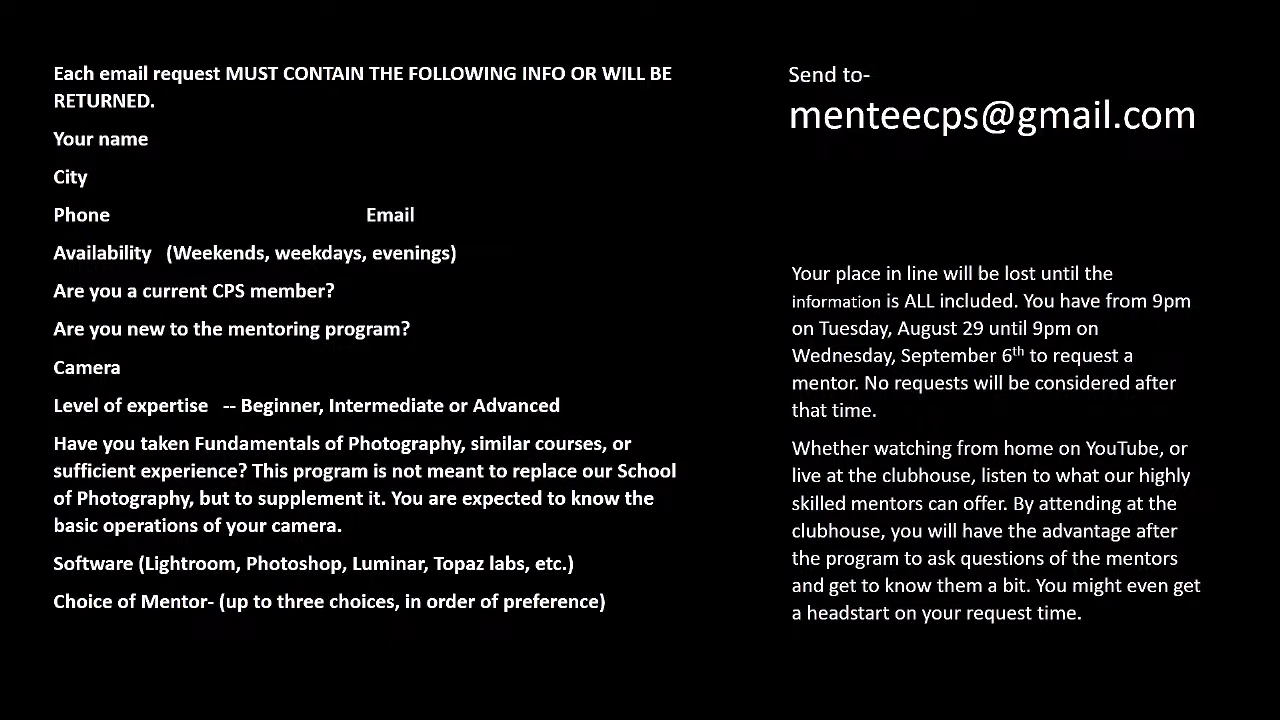 Each email request MUST CONTAIN THE FOLLOWING INFO OR WILL BE
RETURNED.
Your name
City
Phone Email
Availability (Weekends, weekdays, evenings)
Are you a current CPS member?
Are you new to the mentoring program?
Camera
Level of expertise -- Beginner, Intermediate or Advanced
Have you taken Fundamentals of Photography, similar courses, or
sufficient experience? This program is not meant to replace our School
of Photography, but to supplement it. You are expected to know the
basic operations of your camera.
Software (Lightroom, Photoshop, Luminar, Topaz labs, etc.)
Choice of Mentor- (up to three choices, in order of preference)
Send to-
menteecps@gmail.com
Your place in line will be lost until the
information is ALL included. You have from 9pm
on Tuesday, August 29 until 9pm on
Wednesday, September 6th to request a
mentor. No requests will be considered after
that time.
Whether watching from home on YouTube, or
live at the clubhouse, listen to what our highly
skilled mentors can offer. By attending at the
clubhouse, you will have the advantage after
the program to ask questions of the mentors
and get to know them a bit. You might even get
a headstart on your request time.